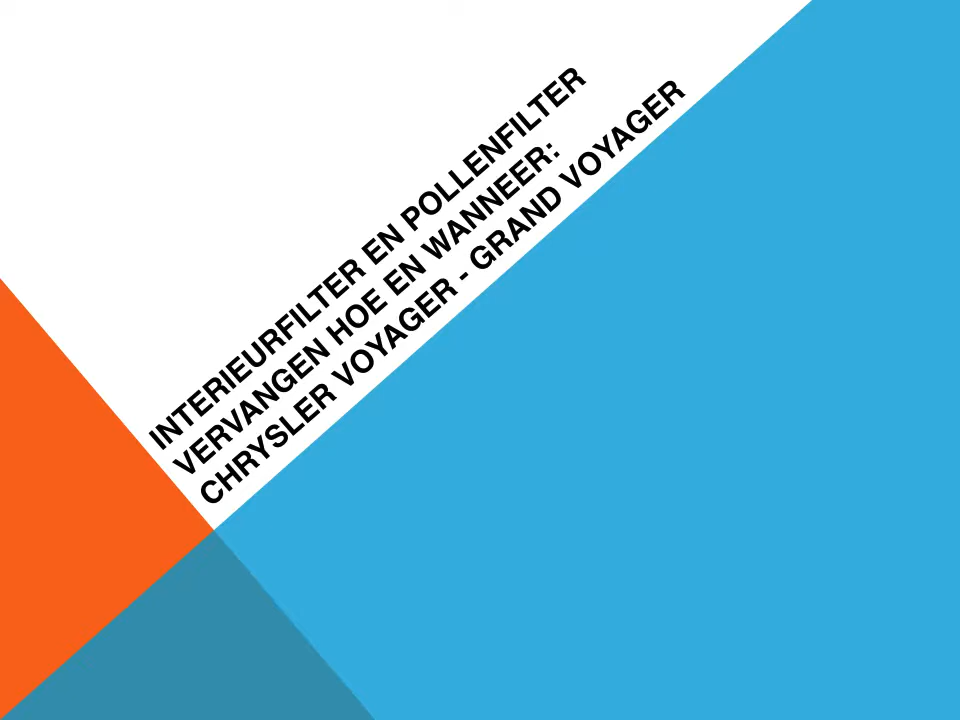 INTERIEURFILTER EN POLLENFILTER
VERVANGEN HOE EN WANNEER:
CHRYSLER VOYAGER - GRAND VOYAGER